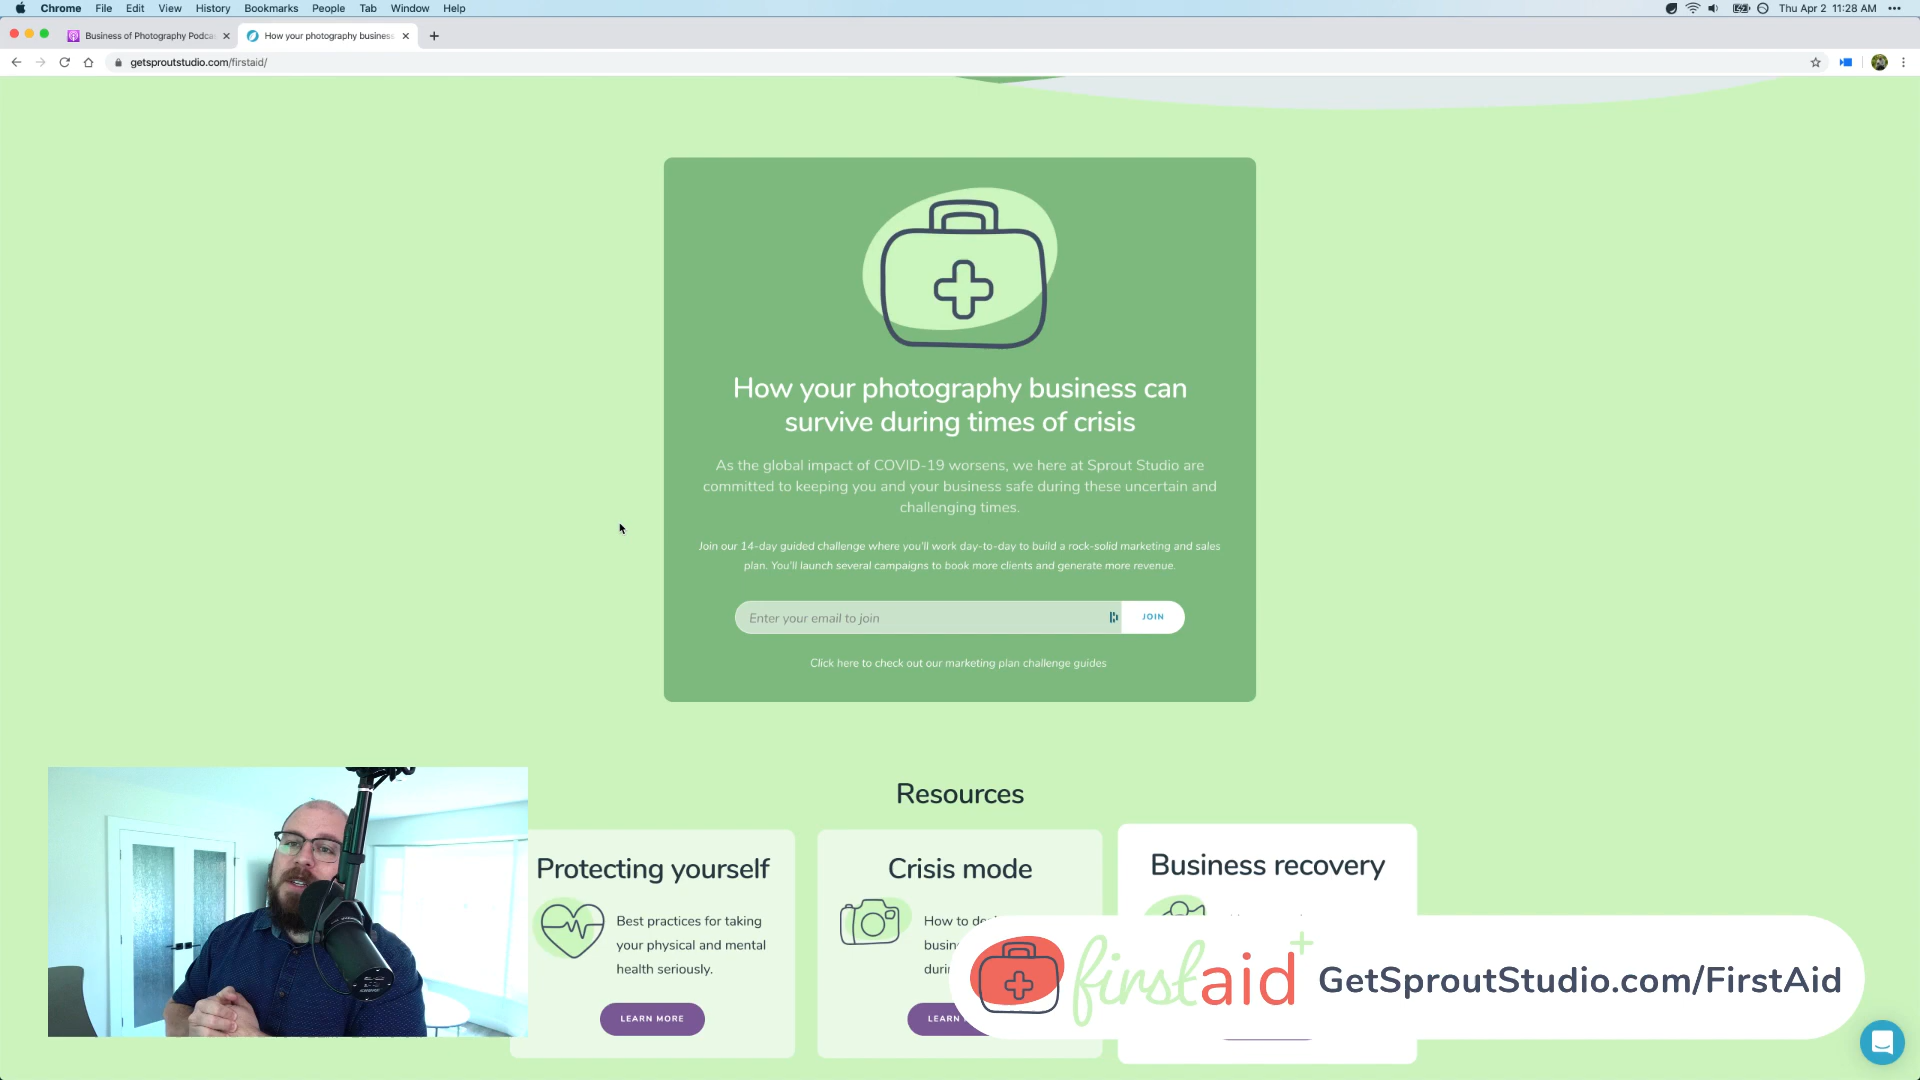 Chrome File Edit View History Bookmarks People Tab Window Help
Thu Apr 2 11:28 AM
Business of Photography Podca
How your photography business
getsproutstudio.com/firstaid/
How your photography business can
survive during times of crisis
As the global impact of COVID-19 worsens, we here at Sprout Studio are
committed to keeping you and your business safe during these uncertain and
challenging times.
Join our 14-day guided challenge where you'll work day-to-day to build a rock-solid marketing and sales
plan. You'll launch several campaigns to book more clients and generate more revenue.
Enter your email to join
JOIN
Click here to check out our marketing plan challenge guides
Resources
Protecting yourself
Best practices for taking
your physical and mental
health seriously.
LEARN MORE
Crisis mode
How to de
busin
durin
LEARN
Business recovery
firstaid+
GetSproutStudio.com/FirstAid